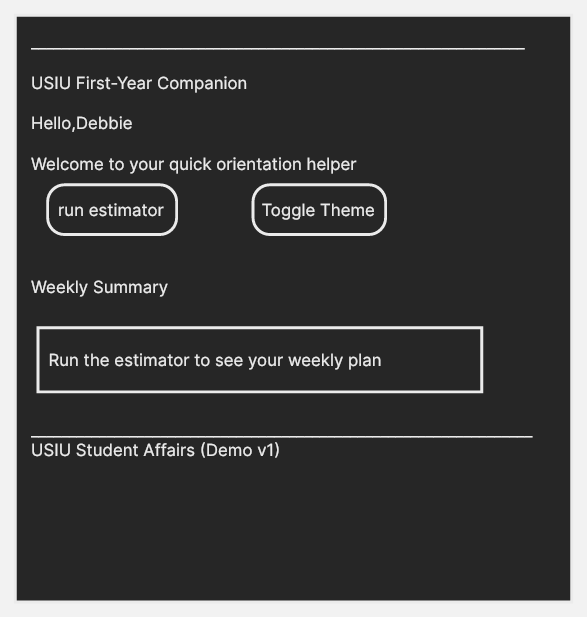 USIU First-Year Companion
Hello,Debbie
Welcome to your quick orientation helper
run estimator Toggle Theme
Weekly Summary
Run the estimator to see your weekly plan
USIU Student Affairs (Demo v1)